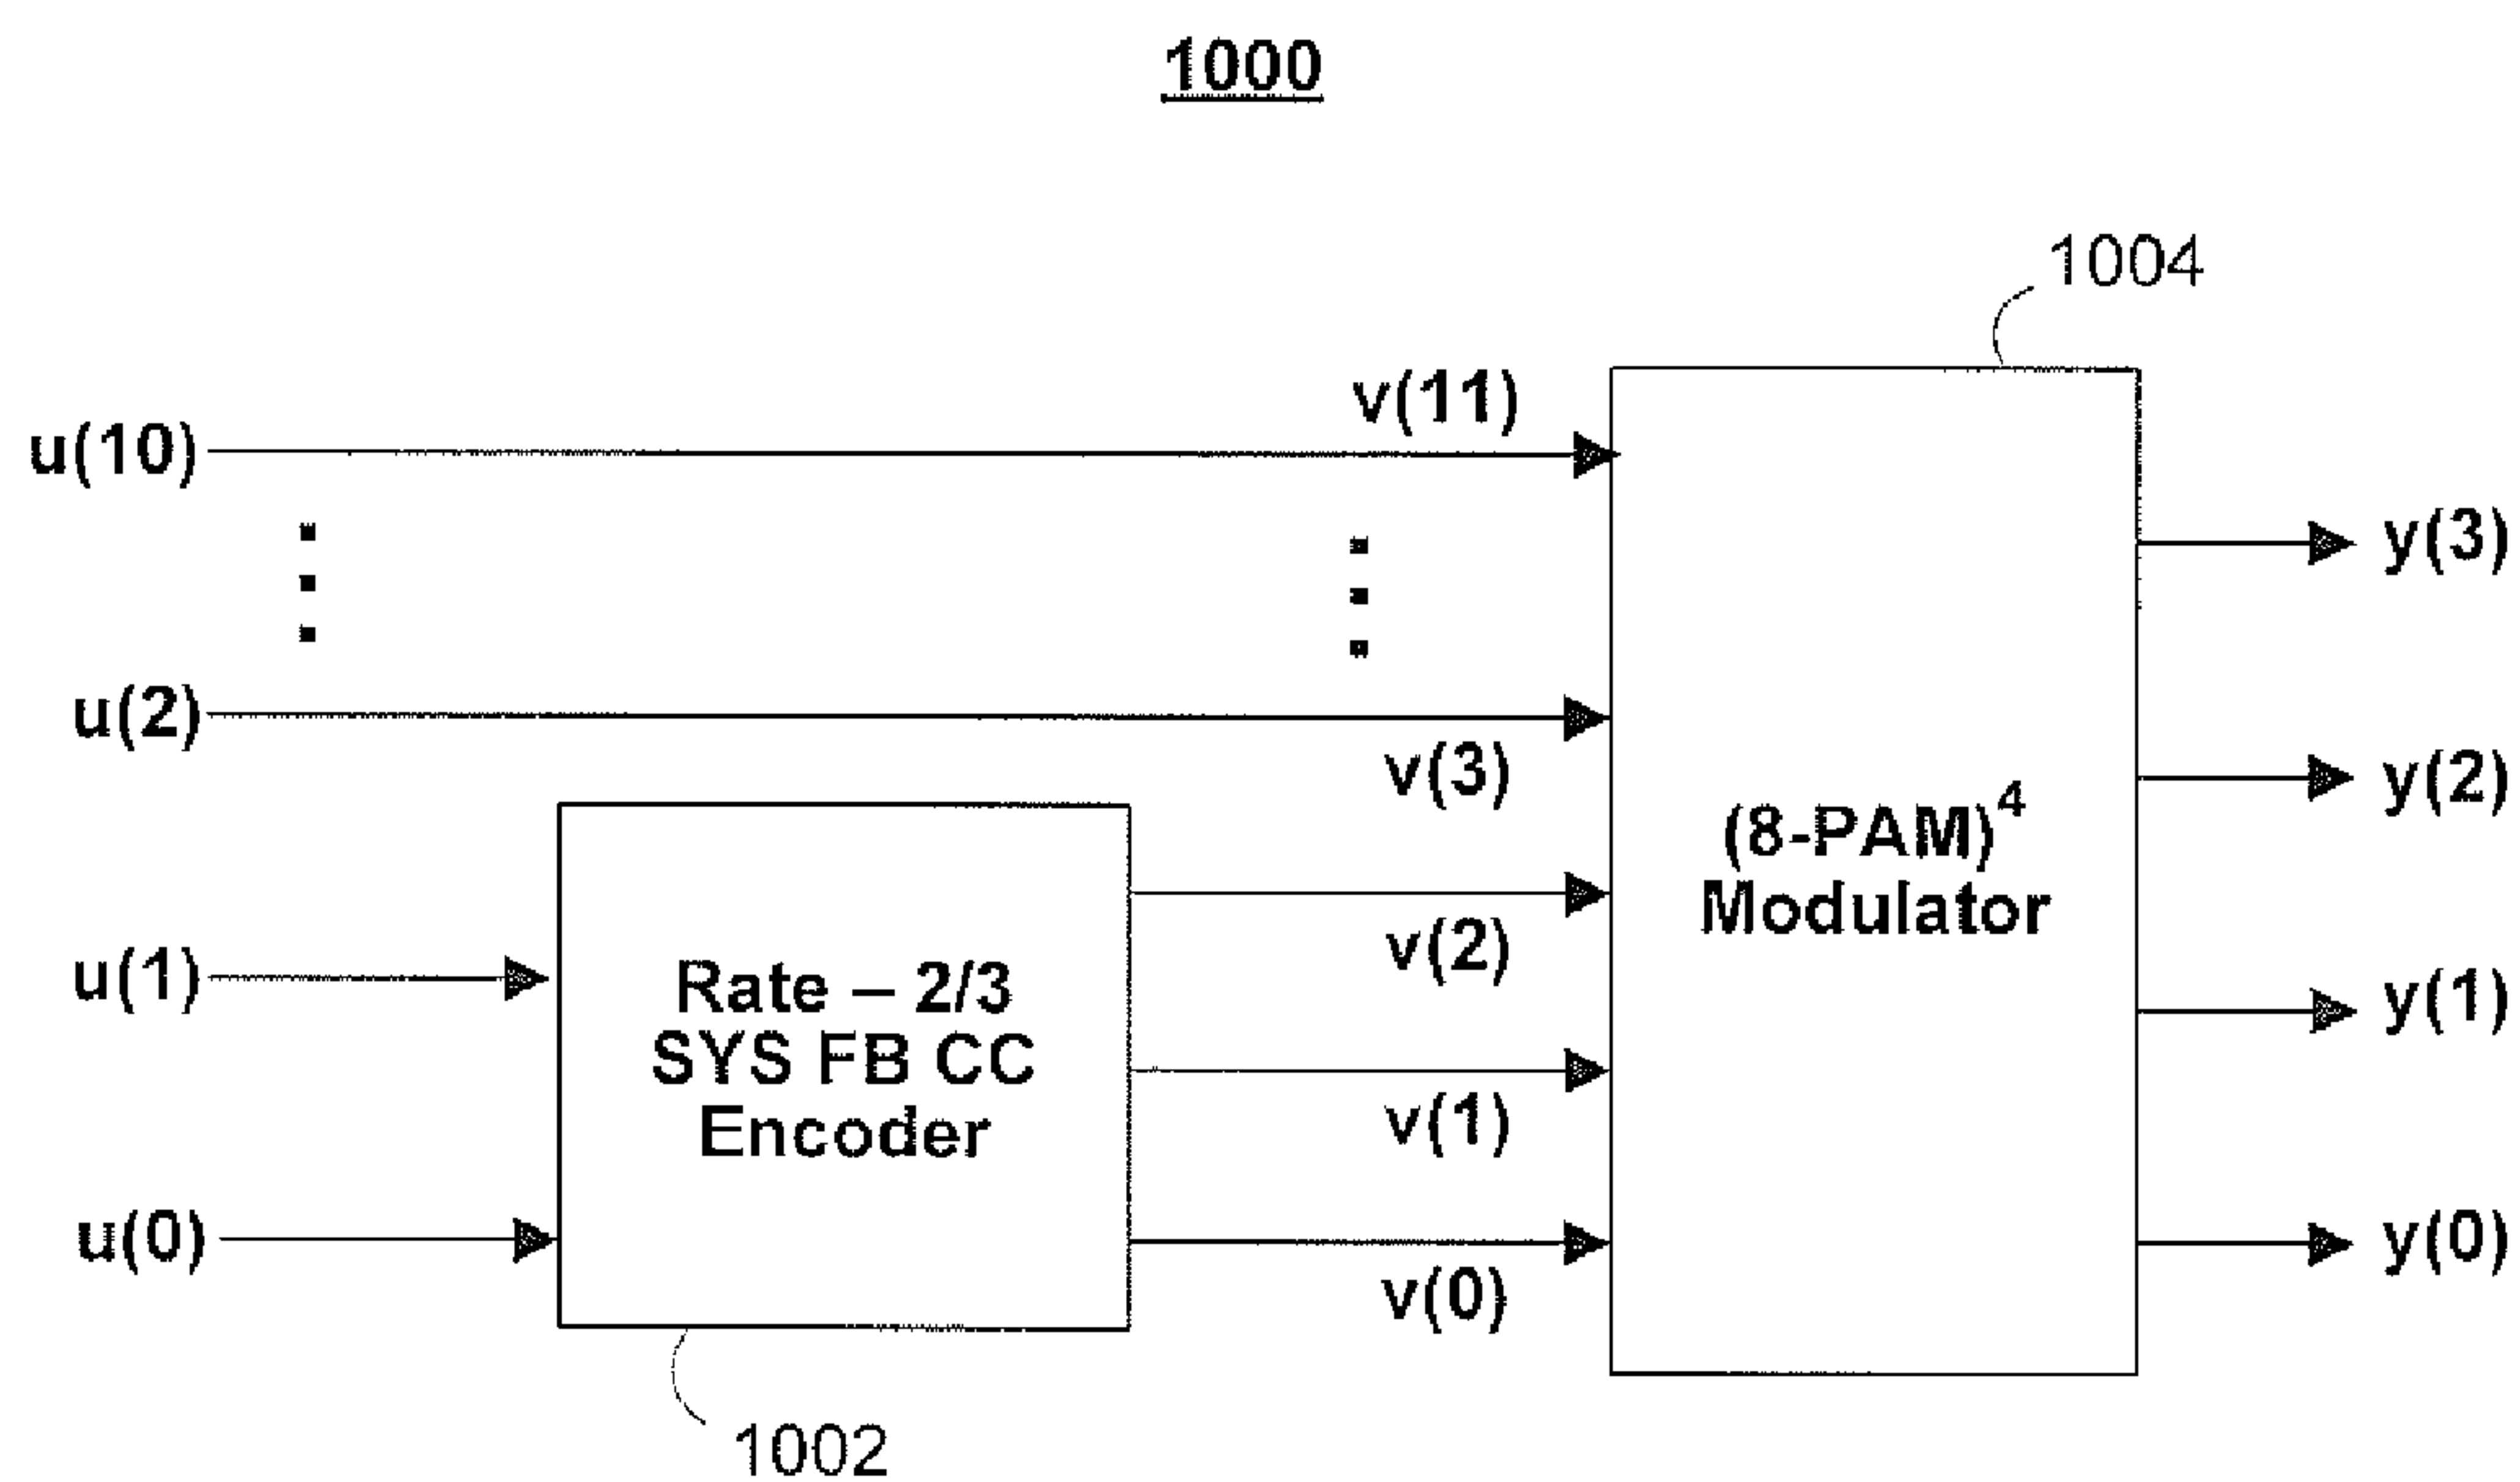 1000
1004
v(11)
u(10)
y(3)
u(2)
v(3)
y(2)
(8-PAM)4
Modulator
v(2)
u(1)
Rate – 2/3
SYS FB CC
Encoder
y(1)
v(1)
u(0)
y(0)
v(0)
1002